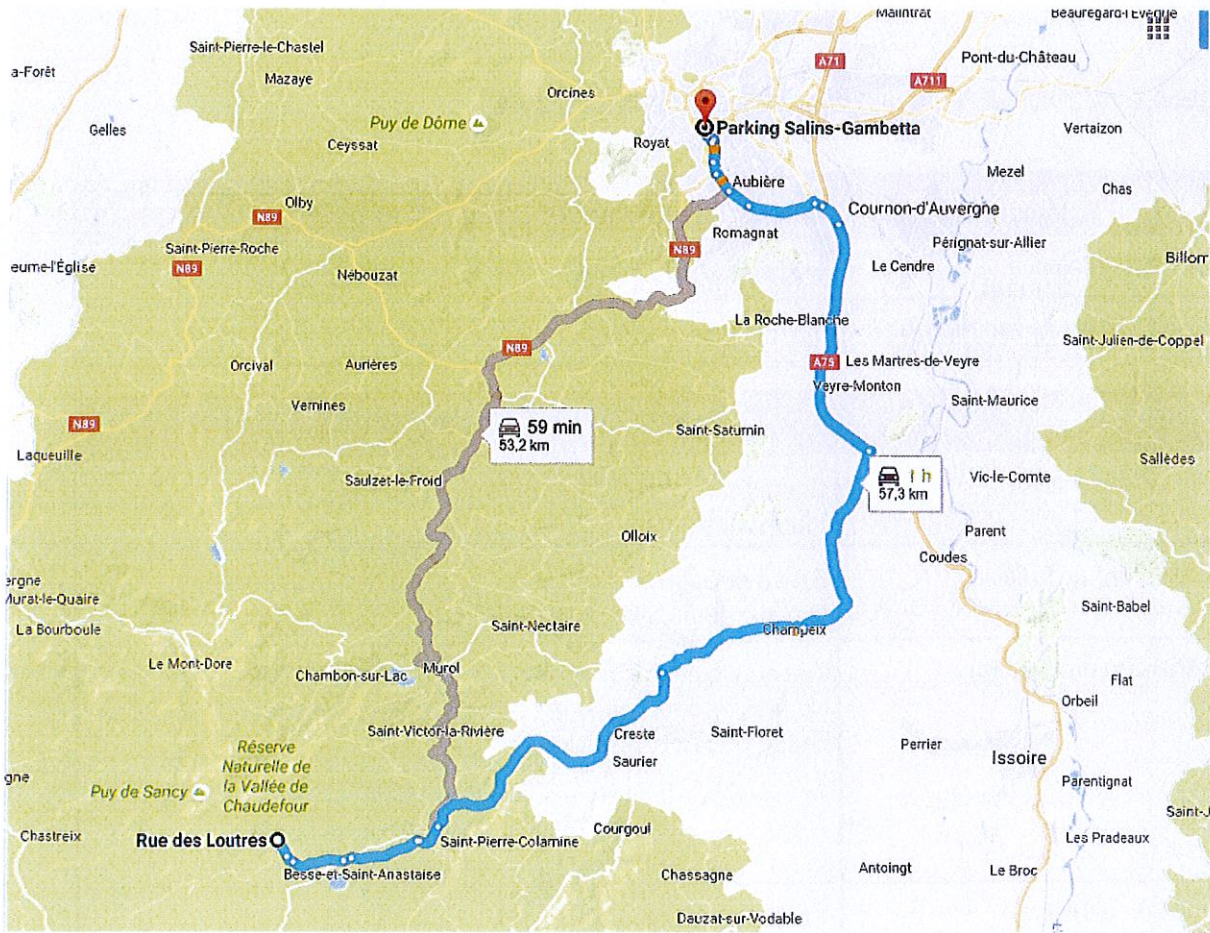 Malintrat
Beauregard-l'Evêque
Saint-Pierre-le-Chastel
A71
A711
Pont-du-Château
a-Forêt
Mazaye
Orcines
Gelles
Puy de Dôme
Parking Salins-Gambetta
Vertaizon
Ceyssat
Royat
Mezel
Aubière
Chas
Olby
N89
Cournon-d'Auvergne
Saint-Pierre-Roche
Romagnat
Pérignat-sur-Allier
eume-l'Église
N89
Nébouzat
N89
Le Cendre
Billom
La Roche-Blanche
Saint-Julien-de-Coppel
N89
Orcival
Aurières
A75
Les Martres-de-Veyre
Veyre-Monton
Vernines
Saint-Maurice
N89
59 min
53,2 km
Saint-Saturnin
Laqueuille
Sallèdes
Saulzet-le-Froid
1 h
57,3 km
Vic-le-Comte
Olloix
Parent
Coudes
ergne
Murat-le-Quaire
Saint-Babel
La Bourboule
Saint-Nectaire
Champeix
Le Mont-Dore
Chambon-sur-Lac
Murol
Flat
Orbeil
Saint-Victor-la-Rivière
Creste
Saint-Floret
Perrier
Réserve
Naturelle de
la Vallée de
Chaudefour
Saurier
Issoire
gne
Puy de Sancy
Parentignat
Saint-J
Chastreix
Rue des Loutres
Saint-Pierre-Colamine
Courgoul
Les Pradeaux
Besse-et-Saint-Anastaise
Chassagne
Antoingt
Le Broc
Dauzat-sur-Vodable